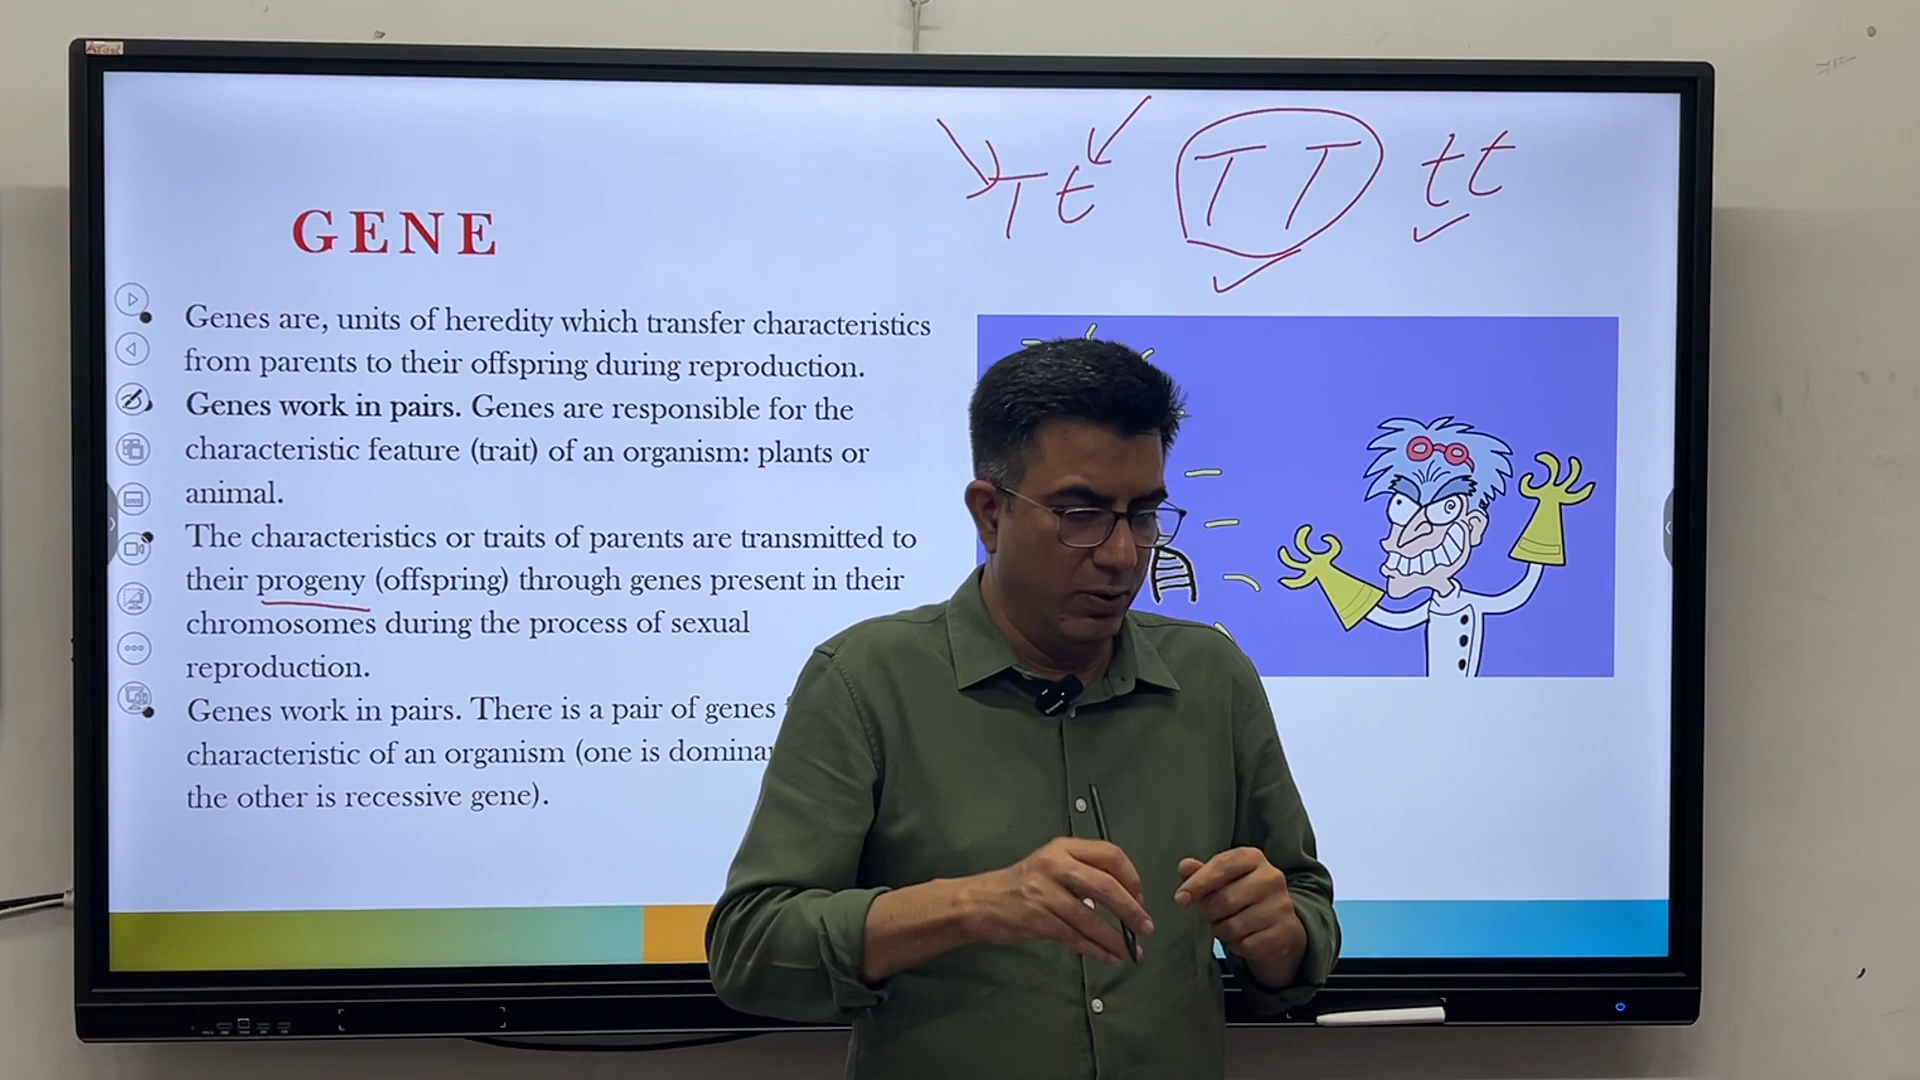 T t T T t t
GENE
Genes are, units of heredity which transfer characteristics
from parents to their offspring during reproduction.
Genes work in pairs. Genes are responsible for the
characteristic feature (trait) of an organism: plants or
animal.
The characteristics or traits of parents are transmitted to
their progeny (offspring) through genes present in their
chromosomes during the process of sexual
reproduction.
Genes work in pairs. There is a pair of genes
characteristic of an organism (one is
the other is recessive gene).